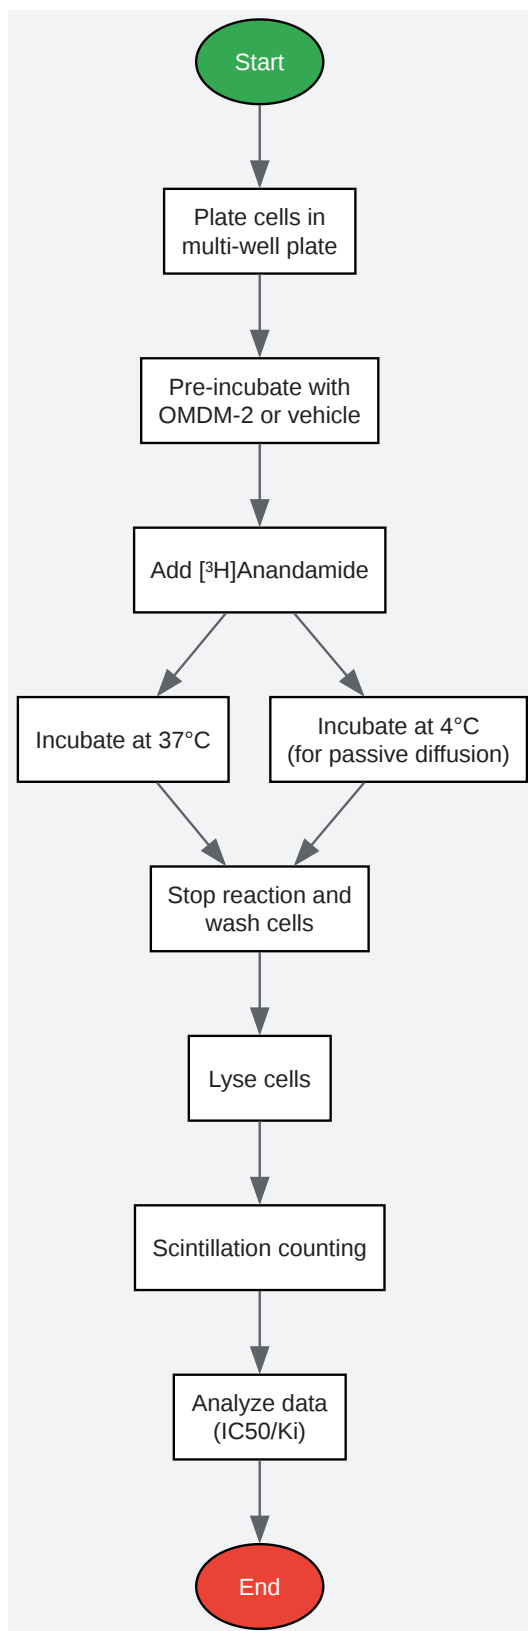 Start
Plate cells in
multi-well plate
Pre-incubate with
OMDM-2 or vehicle
Add [³H]Anandamide
Incubate at 37°C
Incubate at 4°C
(for passive diffusion)
Stop reaction and
wash cells
Lyse cells
Scintillation counting
Analyze data
(IC50/Ki)
End